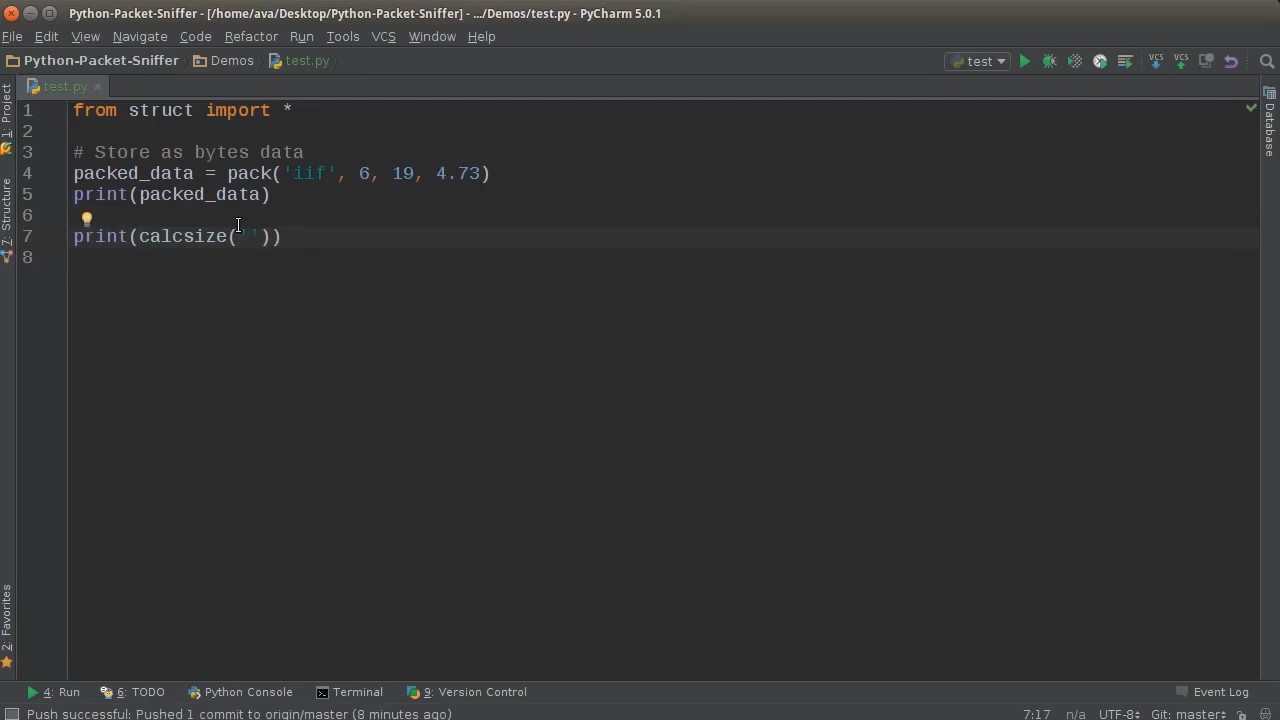 Python-Packet-Sniffer - [/home/ava/Desktop/Python-Packet-Sniffer] - .../Demos/test.py - PyCharm 5.0.1
File Edit View Navigate Code Refactor Run Tools VCS Window Help
Python-Packet-Sniffer Demos test.py test VCS VCS
1: Project
7: Structure
2: Favorites
test.py
1 from struct import *
2
3 # Store as bytes data
4 packed_data = pack('iif', 6, 19, 4.73)
5 print(packed_data)
6
7 print(calcsize(''))
8
Database
4: Run 6: TODO Python Console Terminal 9: Version Control Event Log
Push successful: Pushed 1 commit to origin/master (8 minutes ago) 7:17 n/a UTF-8 Git: master